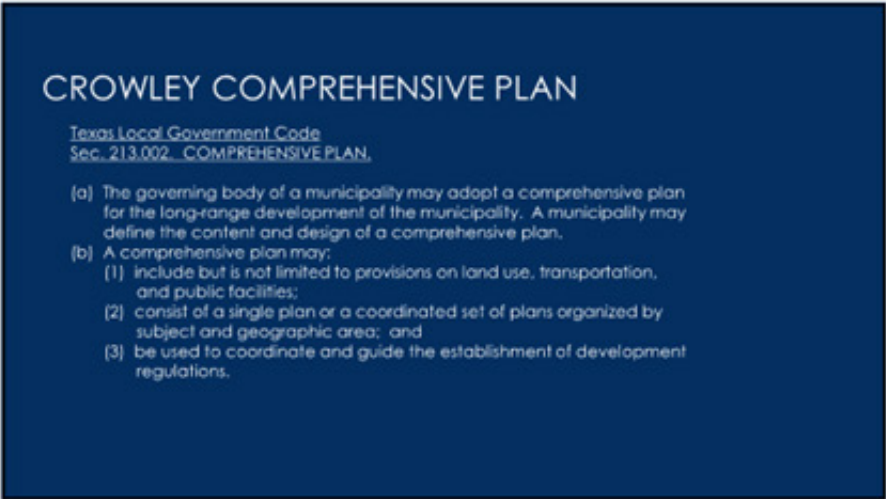 CROWLEY COMPREHENSIVE PLAN
Texas Local Government Code
Sec. 213.002. COMPREHENSIVE PLAN.
(a) The governing body of a municipality may adopt a comprehensive plan
for the long-range development of the municipality. A municipality may
define the content and design of a comprehensive plan.
(b) A comprehensive plan may:
(1) include but is not limited to provisions on land use, transportation,
and public facilities;
(2) consist of a single plan or a coordinated set of plans organized by
subject and geographic area; and
(3) be used to coordinate and guide the establishment of development
regulations.